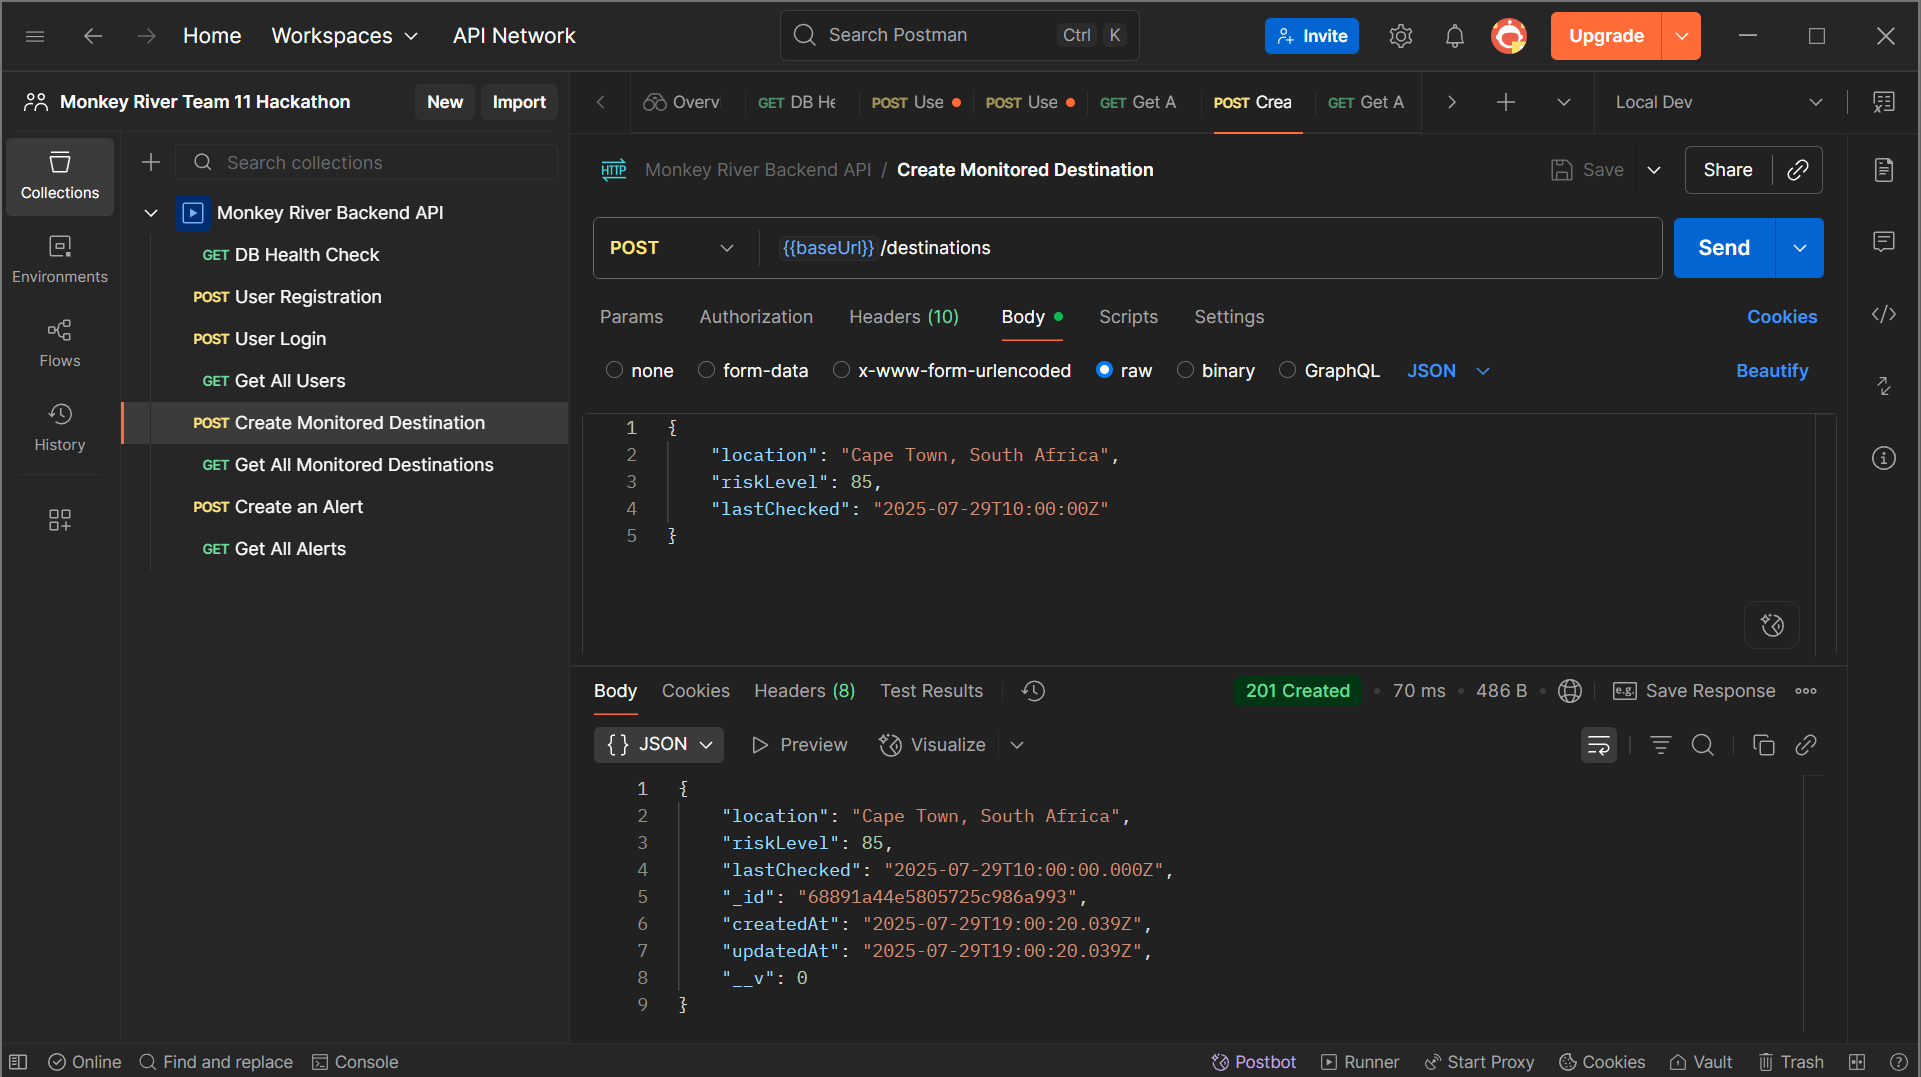 Home Workspaces API Network Search Postman Ctrl K Invite Upgrade
Monkey River Team 11 Hackathon New Import Overv GET DB He POST Use POST Use GET Get A POST Crea GET Get A Local Dev
Collections
Environments
Flows
History
Search collections
Monkey River Backend API
GET DB Health Check
POST User Registration
POST User Login
GET Get All Users
POST Create Monitored Destination
GET Get All Monitored Destinations
POST Create an Alert
GET Get All Alerts
HTTP Monkey River Backend API / Create Monitored Destination Save Share
POST {{baseUrl}} /destinations Send
Params Authorization Headers (10) Body Scripts Settings Cookies
none form-data x-www-form-urlencoded raw binary GraphQL JSON Beautify
1 {
2 "location": "Cape Town, South Africa",
3 "riskLevel": 85,
4 "lastChecked": "2025-07-29T10:00:00Z"
5 }
Body Cookies Headers (8) Test Results 201 Created • 70 ms • 486 B • e.g. Save Response
{} JSON Preview Visualize
1 {
2 "location": "Cape Town, South Africa",
3 "riskLevel": 85,
4 "lastChecked": "2025-07-29T10:00:00.000Z",
5 "_id": "68891a44e5805725c986a993",
6 "createdAt": "2025-07-29T19:00:20.039Z",
7 "updatedAt": "2025-07-29T19:00:20.039Z",
8 "__v": 0
9 }
Online Find and replace Console Postbot Runner Start Proxy Cookies Vault Trash